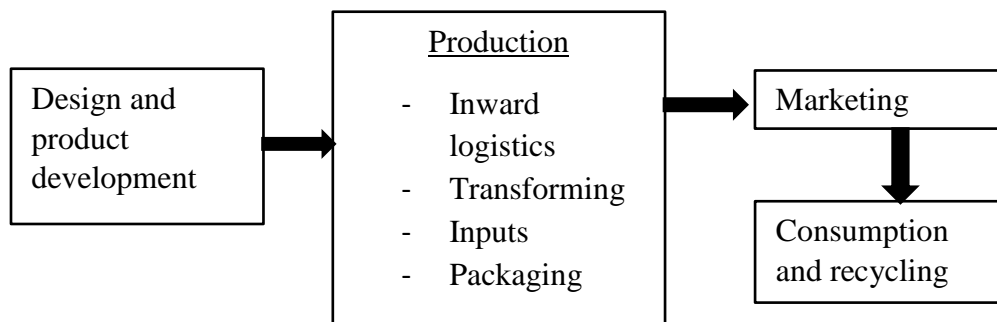 Design and
product
development
Production
- Inward
logistics
- Transforming
- Inputs
- Packaging
Marketing
Consumption
and recycling